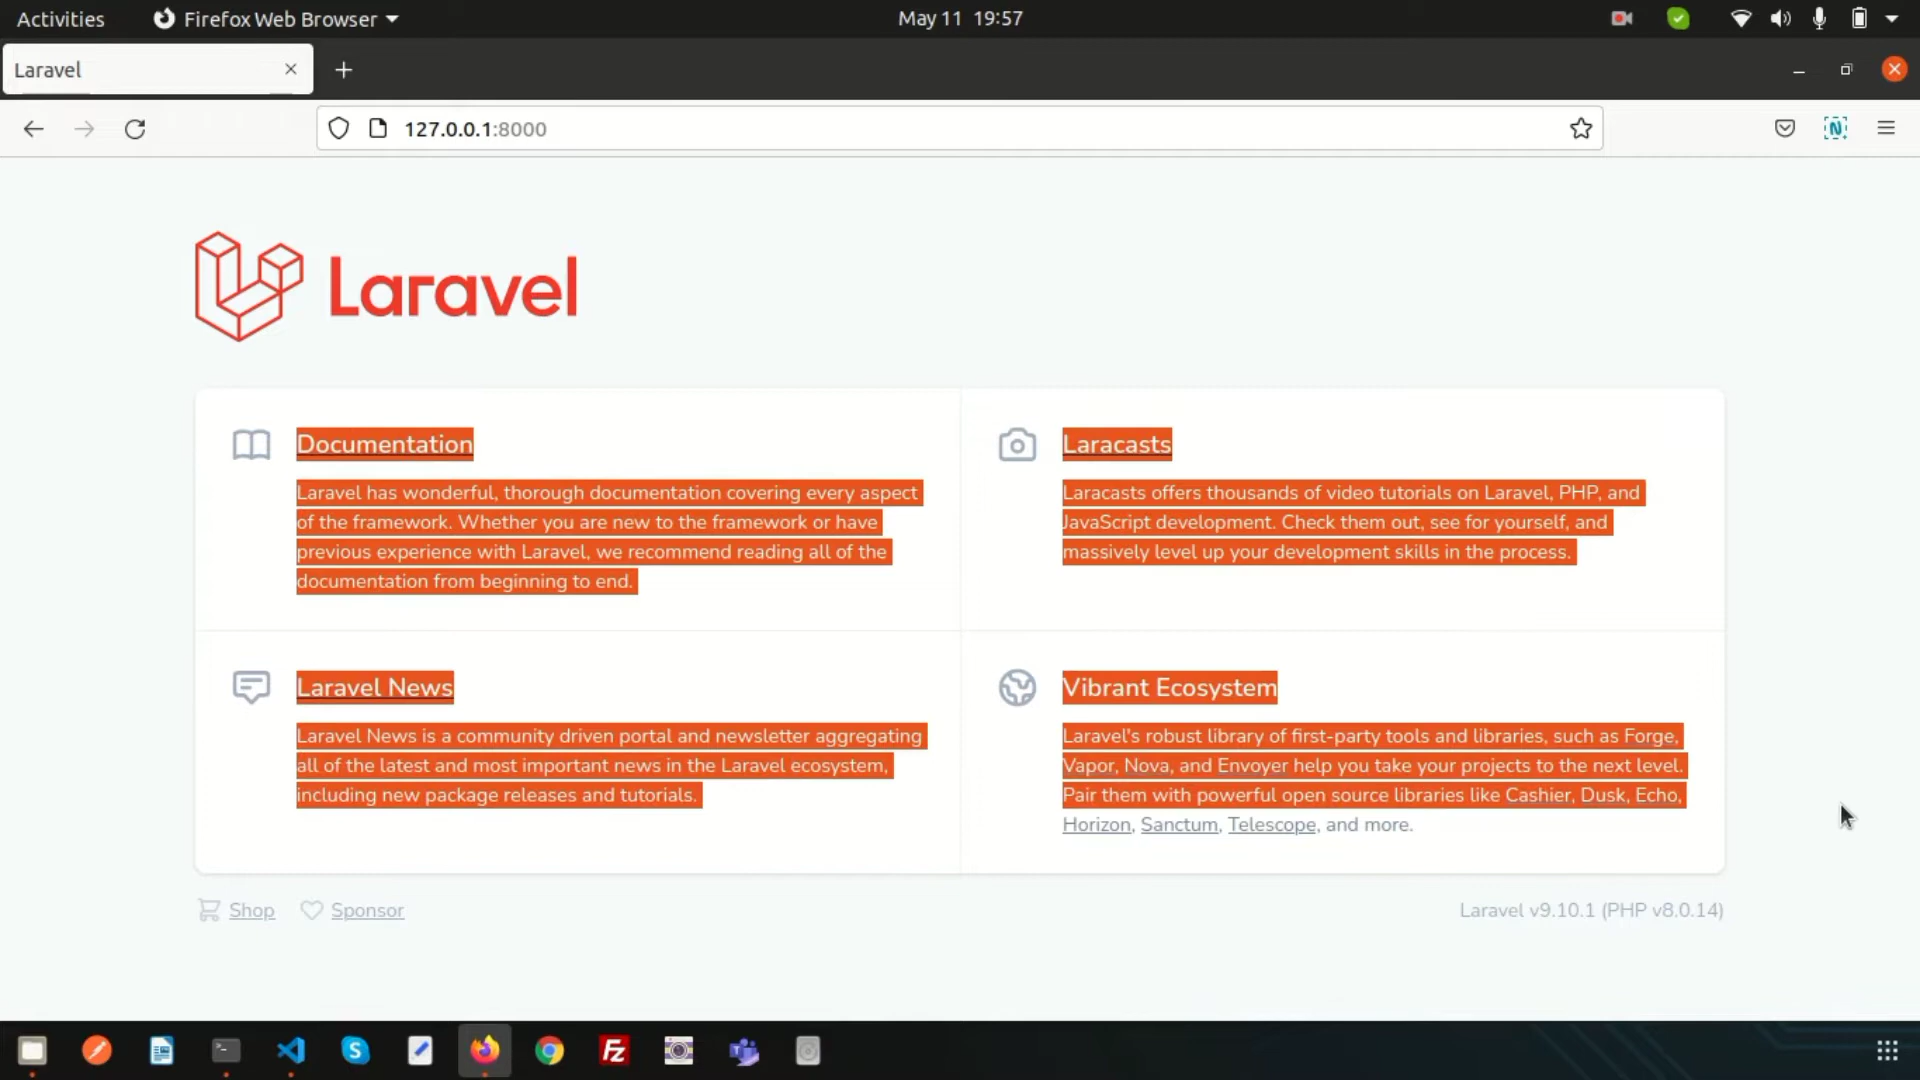 Activities
Firefox Web Browser
May 11 19:57
Laravel
127.0.0.1:8000
Laravel
Documentation
Laravel has wonderful, thorough documentation covering every aspect
of the framework. Whether you are new to the framework or have
previous experience with Laravel, we recommend reading all of the
documentation from beginning to end.
Laracasts
Laracasts offers thousands of video tutorials on Laravel, PHP, and
JavaScript development. Check them out, see for yourself, and
massively level up your development skills in the process.
Laravel News
Laravel News is a community driven portal and newsletter aggregating
all of the latest and most important news in the Laravel ecosystem,
including new package releases and tutorials.
Vibrant Ecosystem
Laravel's robust library of first-party tools and libraries, such as Forge,
Vapor, Nova, and Envoyer help you take your projects to the next level.
Pair them with powerful open source libraries like Cashier, Dusk, Echo,
Horizon, Sanctum, Telescope, and more.
Shop
Sponsor
Laravel v9.10.1 (PHP v8.0.14)